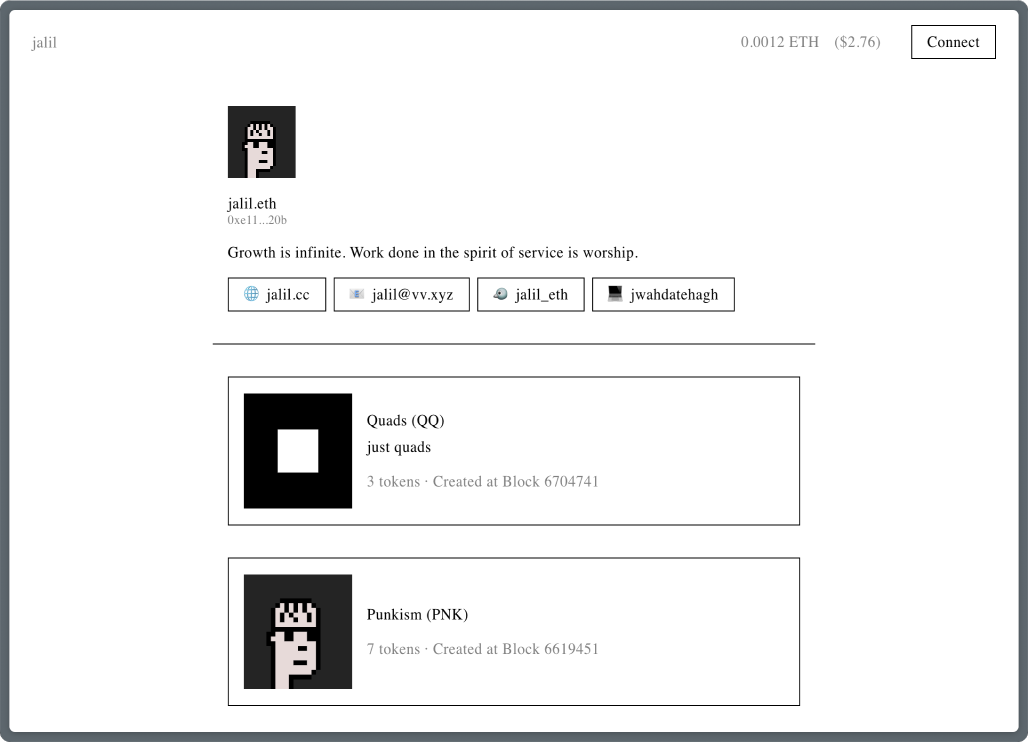 jalil
0.0012 ETH ($2.76)
Connect
jalil.eth
0xe11...20b
Growth is infinite. Work done in the spirit of service is worship.
jalil.cc
jalil@vv.xyz
jalil_eth
jwahdatehagh
Quads (QQ)
just quads
3 tokens · Created at Block 6704741
Punkism (PNK)
7 tokens · Created at Block 6619451